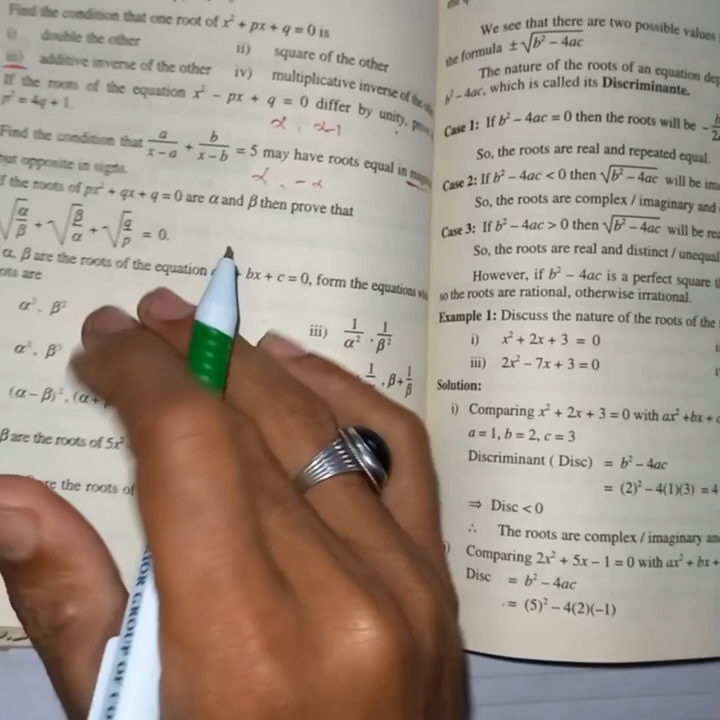 Find the condition that one root of x² + px + q = 0 is
i) double the other
ii) square of the other
iii) additive inverse of the other
iv) multiplicative inverse of the
If the roots of the equation x² − px + q = 0 differ by unity,
p² = 4q + 1.
α, α-1
Find the condition that a/(x − a) + b/(x − b) = 5 may have roots equal in
but opposite in signs.
α, -α
If the roots of px² + qx + q = 0 are α and β then prove that
√(α/β) + √(β/α) + √(q/p) = 0.
α, β are the roots of the equation + bx + c = 0, form the equations
roots are
α², β²
iii) 1/α², 1/β²
α³, β³
1, β + 1/β
(α − β)², (α +
β are the roots of 5x²
are the roots of
We see that there are two possible values
the formula ± √(b² − 4ac)
The nature of the roots of an equation
b² − 4ac, which is called its Discriminante.
Case 1: If b² − 4ac = 0 then the roots will be −
So, the roots are real and repeated equal.
Case 2: If b² − 4ac < 0 then √(b² − 4ac) will be
So, the roots are complex / imaginary and
Case 3: If b² − 4ac > 0 then √(b² − 4ac) will be
So, the roots are real and distinct / unequal
However, if b² − 4ac is a perfect square
so the roots are rational, otherwise irrational.
Example 1: Discuss the nature of the roots of the
i) x² + 2x + 3 = 0
iii) 2x² − 7x + 3 = 0
Solution:
i) Comparing x² + 2x + 3 = 0 with ax² + bx +
a = 1, b = 2, c = 3
Discriminant ( Disc) = b² − 4ac
= (2)² − 4(1)(3) = 4
⇒ Disc < 0
∴ The roots are complex / imaginary
) Comparing 2x² + 5x − 1 = 0 with ax² + bx +
Disc = b² − 4ac
= (5)² − 4(2)(−1)
GROUP OF